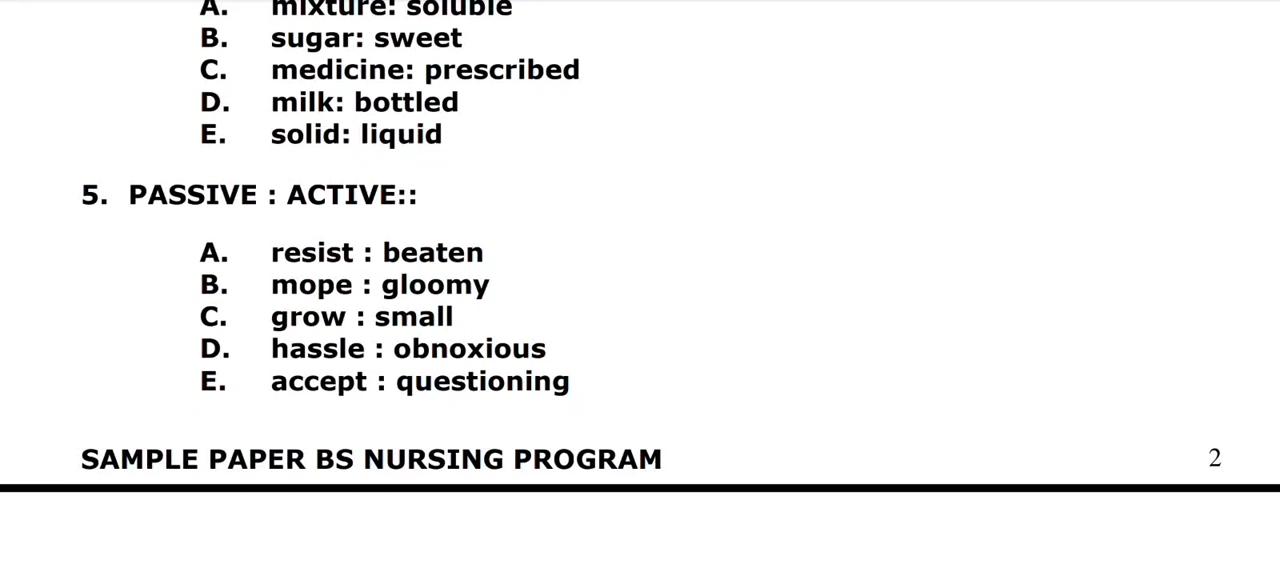 A. mixture: soluble
B. sugar: sweet
C. medicine: prescribed
D. milk: bottled
E. solid: liquid
5. PASSIVE : ACTIVE::
A. resist : beaten
B. mope : gloomy
C. grow : small
D. hassle : obnoxious
E. accept : questioning
SAMPLE PAPER BS NURSING PROGRAM 2